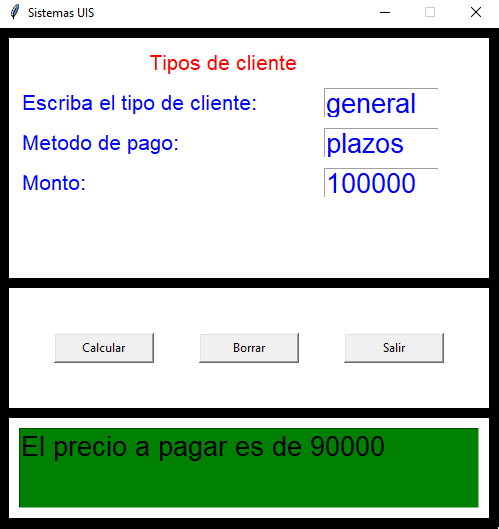 Sistemas UIS
Tipos de cliente
Escriba el tipo de cliente: general
Metodo de pago: plazos
Monto: 100000
Calcular Borrar Salir
El precio a pagar es de 90000